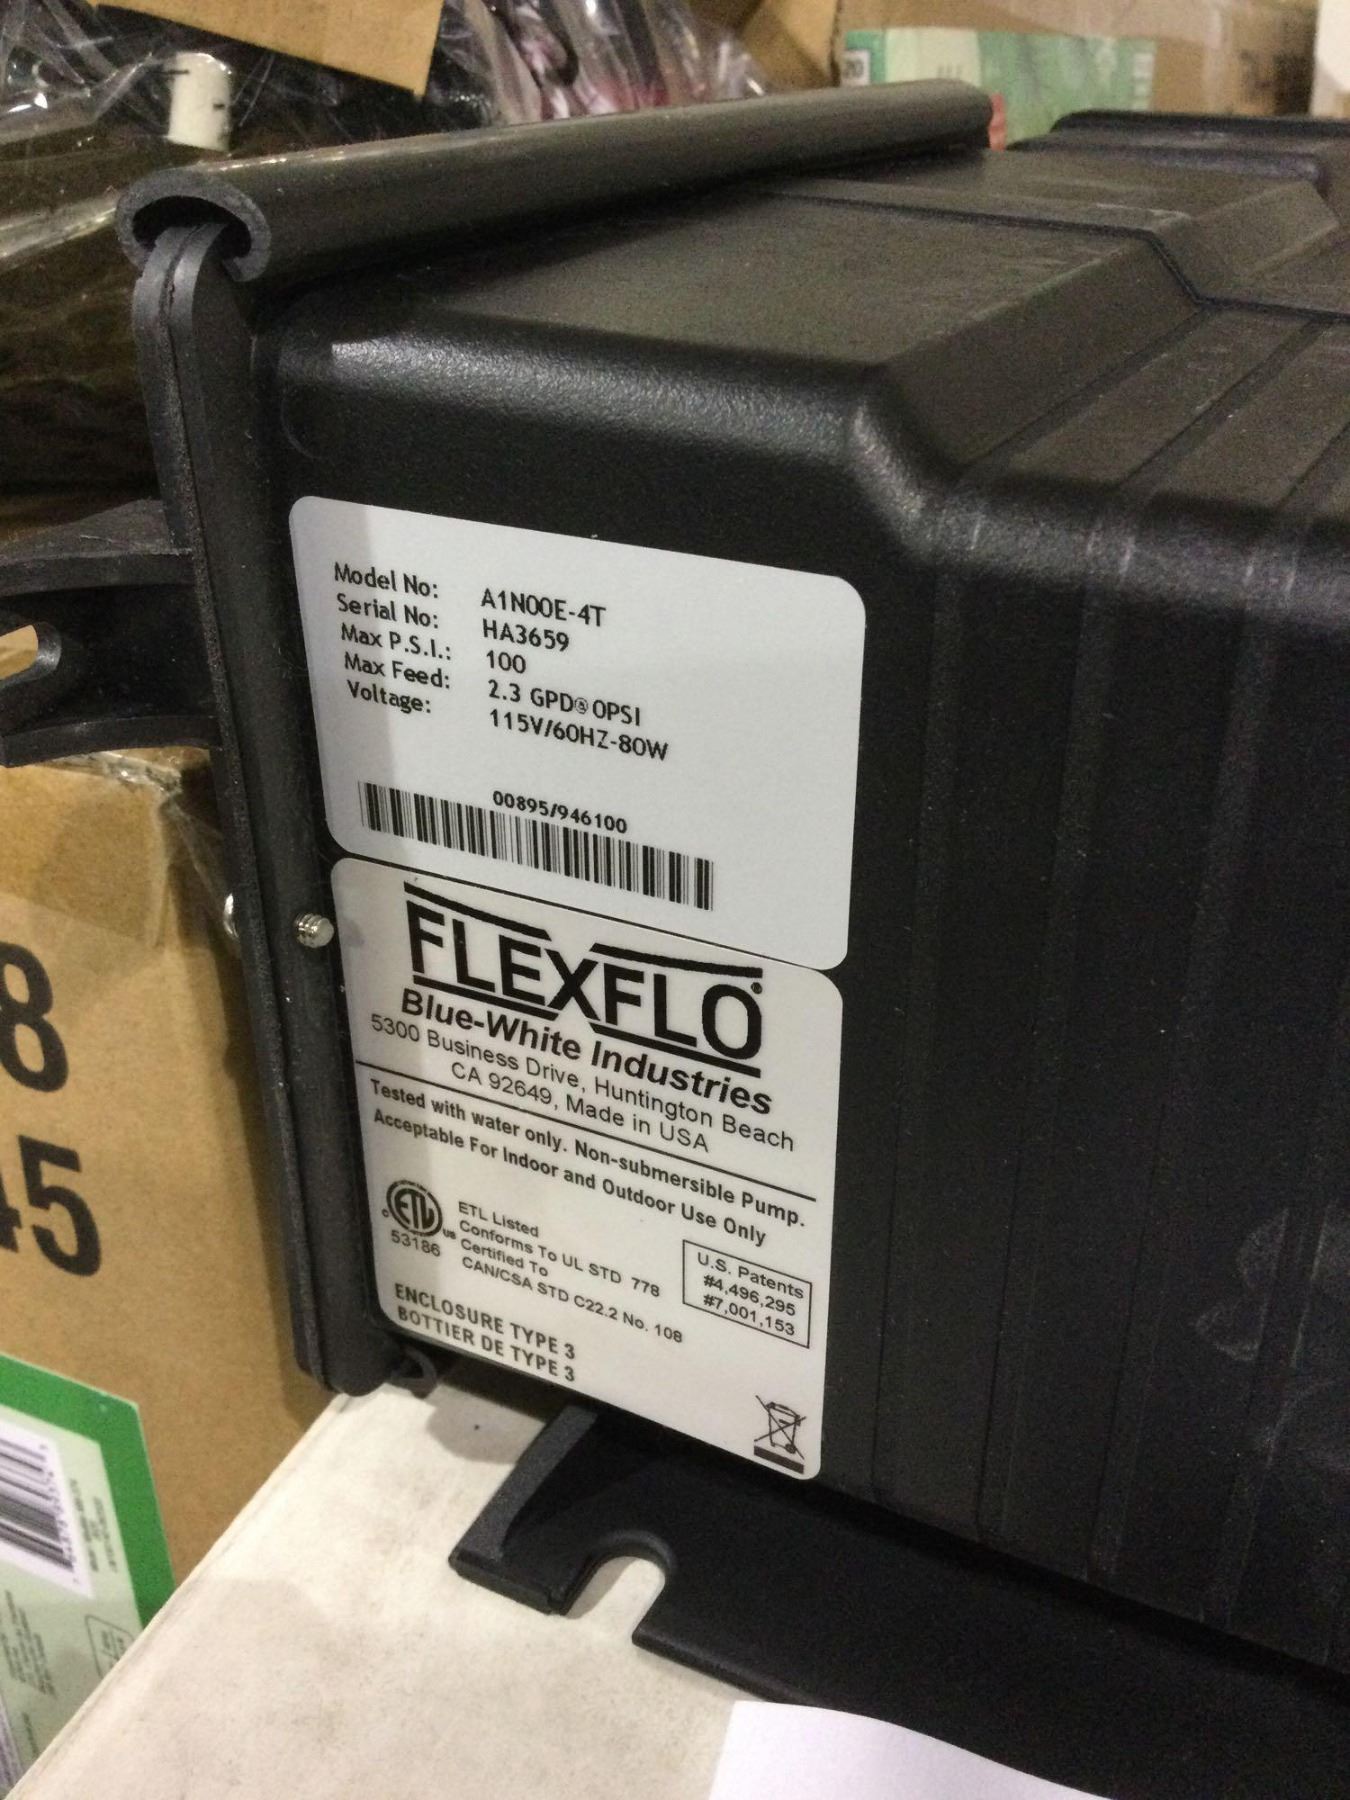 Model No: A1N00E-4T
Serial No: HA3659
Max P.S.I.: 100
Max Feed: 2.3 GPD@0PSI
Voltage: 115V/60HZ-80W
00895/946100
FLEXFLO®
Blue-White Industries
5300 Business Drive, Huntington Beach
CA 92649, Made in USA
Tested with water only. Non-submersible Pump.
Acceptable For Indoor and Outdoor Use Only
ETL
c us
53186
ETL Listed
Conforms To UL STD 778
Certified To
CAN/CSA STD C22.2 No. 108
U.S. Patents
#4,496,295
#7,001,153
ENCLOSURE TYPE 3
BOTTIER DE TYPE 3
8
45